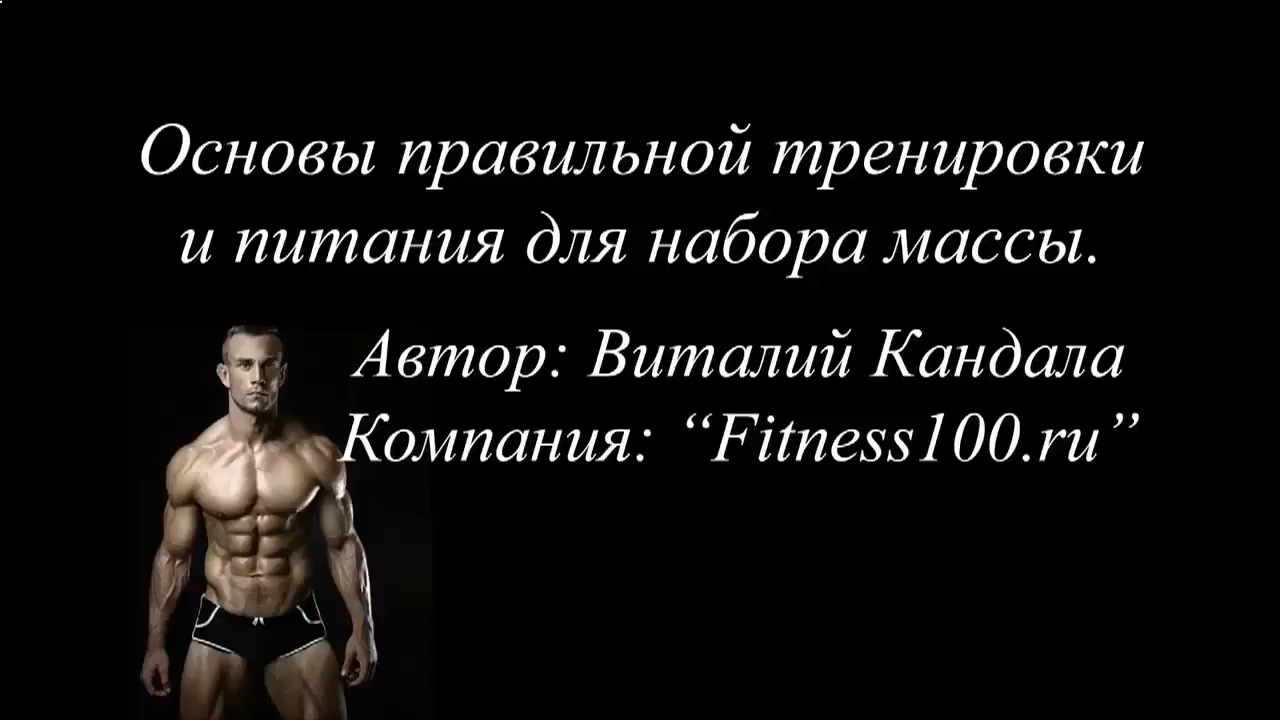 Основы правильной тренировки
и питания для набора массы.
Автор: Виталий Кандала
Компания: “Fitness100.ru”